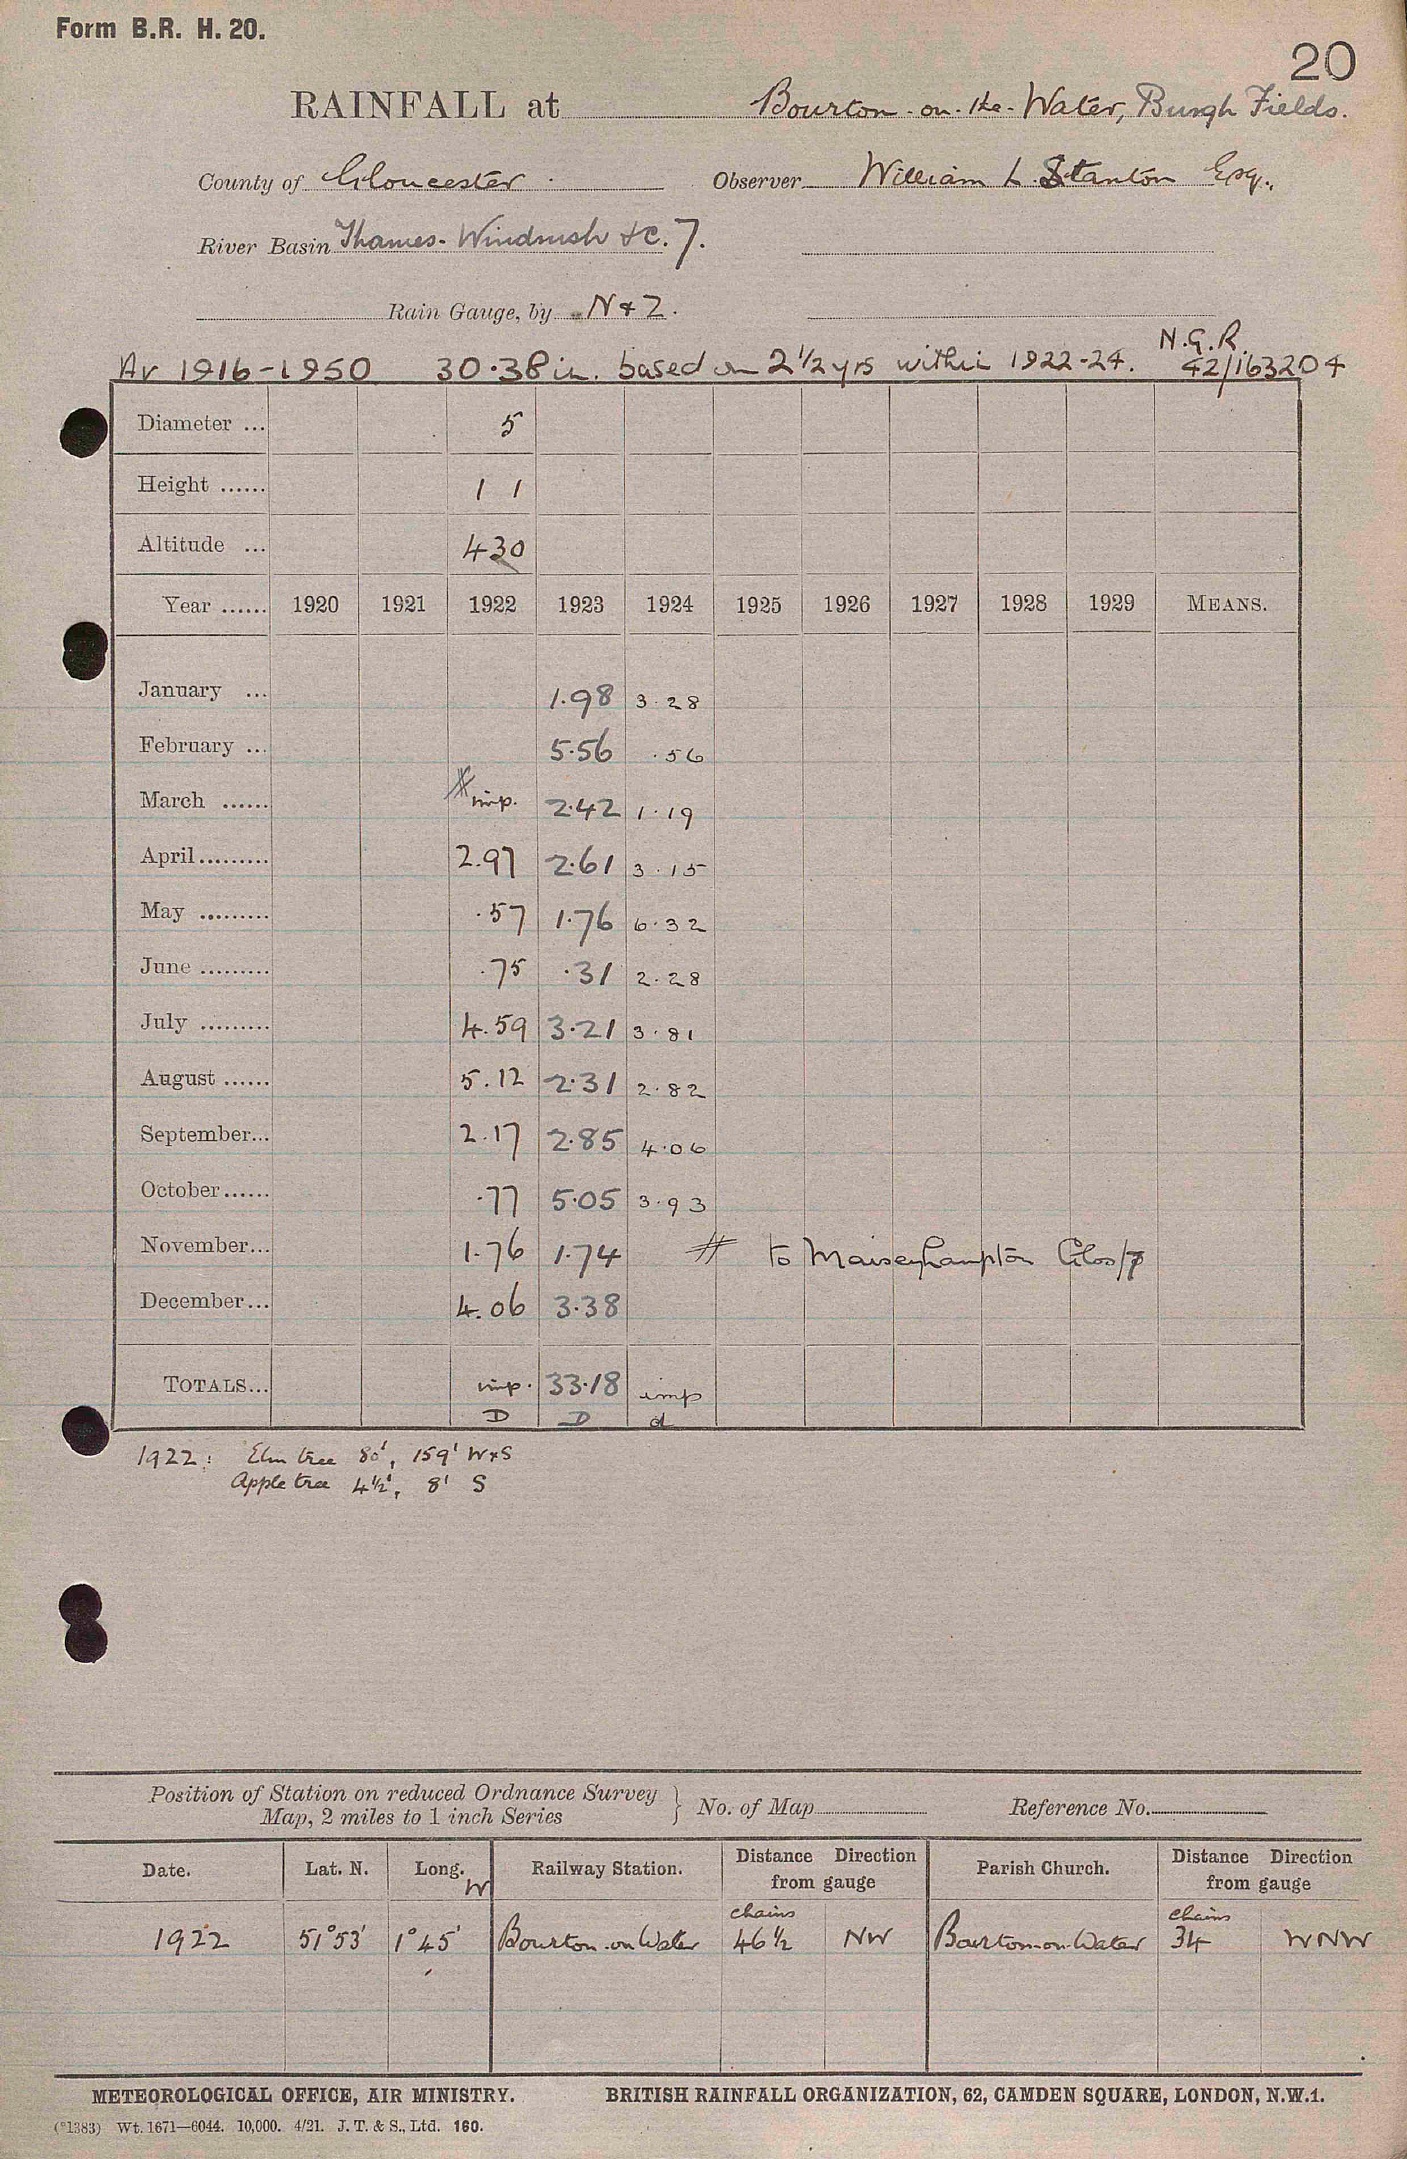 Form B.R. H. 20.
20
RAINFALL at Bourton-on-the-Water, Burgh Fields.
County of Gloucester. Observer William L. Stanton Esq.,
River Basin Thames. Windrush &c. 7.
Rain Gauge, by N & Z.
N.G.R.
Av 1916-1950 30.38 in. based on 2½ yrs within 1922-24. 42/163204
Diameter ... 5
Height ...... 1 1
Altitude ... 430
Year ...... 1920 1921 1922 1923 1924 1925 1926 1927 1928 1929 MEANS.
January ... 1.98 3.28
February ... 5.56 .56
March ...... imp. 2.42 1.19
April ......... 2.97 2.61 3.15
May ......... .57 1.76 6.32
June ......... .75 .31 2.28
July ......... 4.59 3.21 3.81
August ...... 5.12 2.31 2.82
September... 2.17 2.85 4.06
October ...... .77 5.05 3.93
November... 1.76 1.74 # to Maiseyhampton Glos/7
December... 4.06 3.38
TOTALS... imp. 33.18 imp
D D d
1922: Elm tree 80', 159' WxS
Apple tree 4½', 8' S
Position of Station on reduced Ordnance Survey
Map, 2 miles to 1 inch Series } No. of Map Reference No.
Date. Lat. N. Long. W Railway Station. Distance Direction from gauge Parish Church. Distance Direction from gauge
chains chains
1922 51°53' 1°45' Bourton-on-Water 46½ NW Bourton-on-Water 34 WNW
METEOROLOGICAL OFFICE, AIR MINISTRY. BRITISH RAINFALL ORGANIZATION, 62, CAMDEN SQUARE, LONDON, N.W.1.
(*1383) Wt. 1671—6044. 10,000. 4/21. J. T. & S., Ltd. 160.